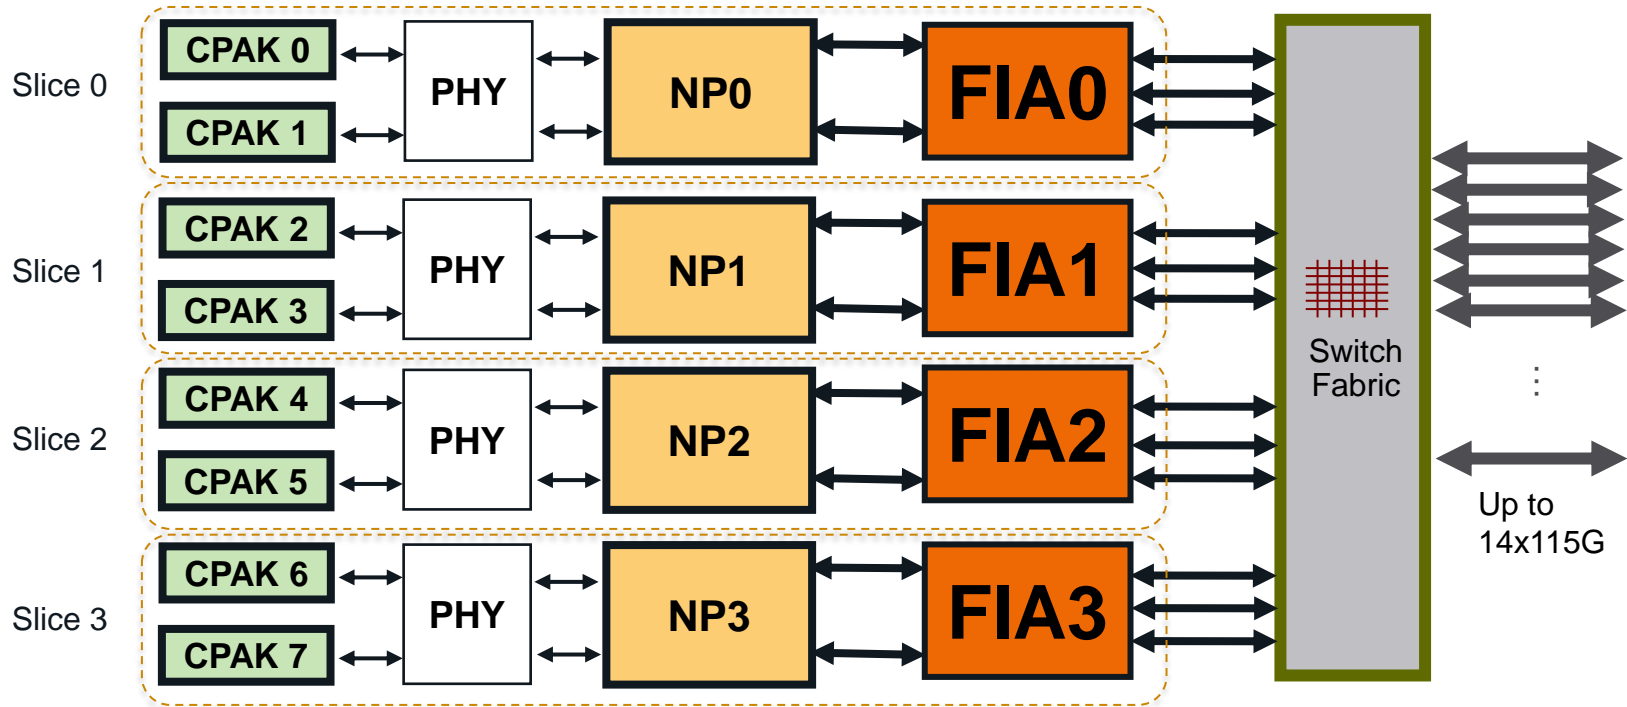 Slice 0
CPAK 0
CPAK 1
PHY
NP0
FIA0
Slice 1
CPAK 2
CPAK 3
PHY
NP1
FIA1
Slice 2
CPAK 4
CPAK 5
PHY
NP2
FIA2
Slice 3
CPAK 6
CPAK 7
PHY
NP3
FIA3
Switch
Fabric
...
Up to
14x115G